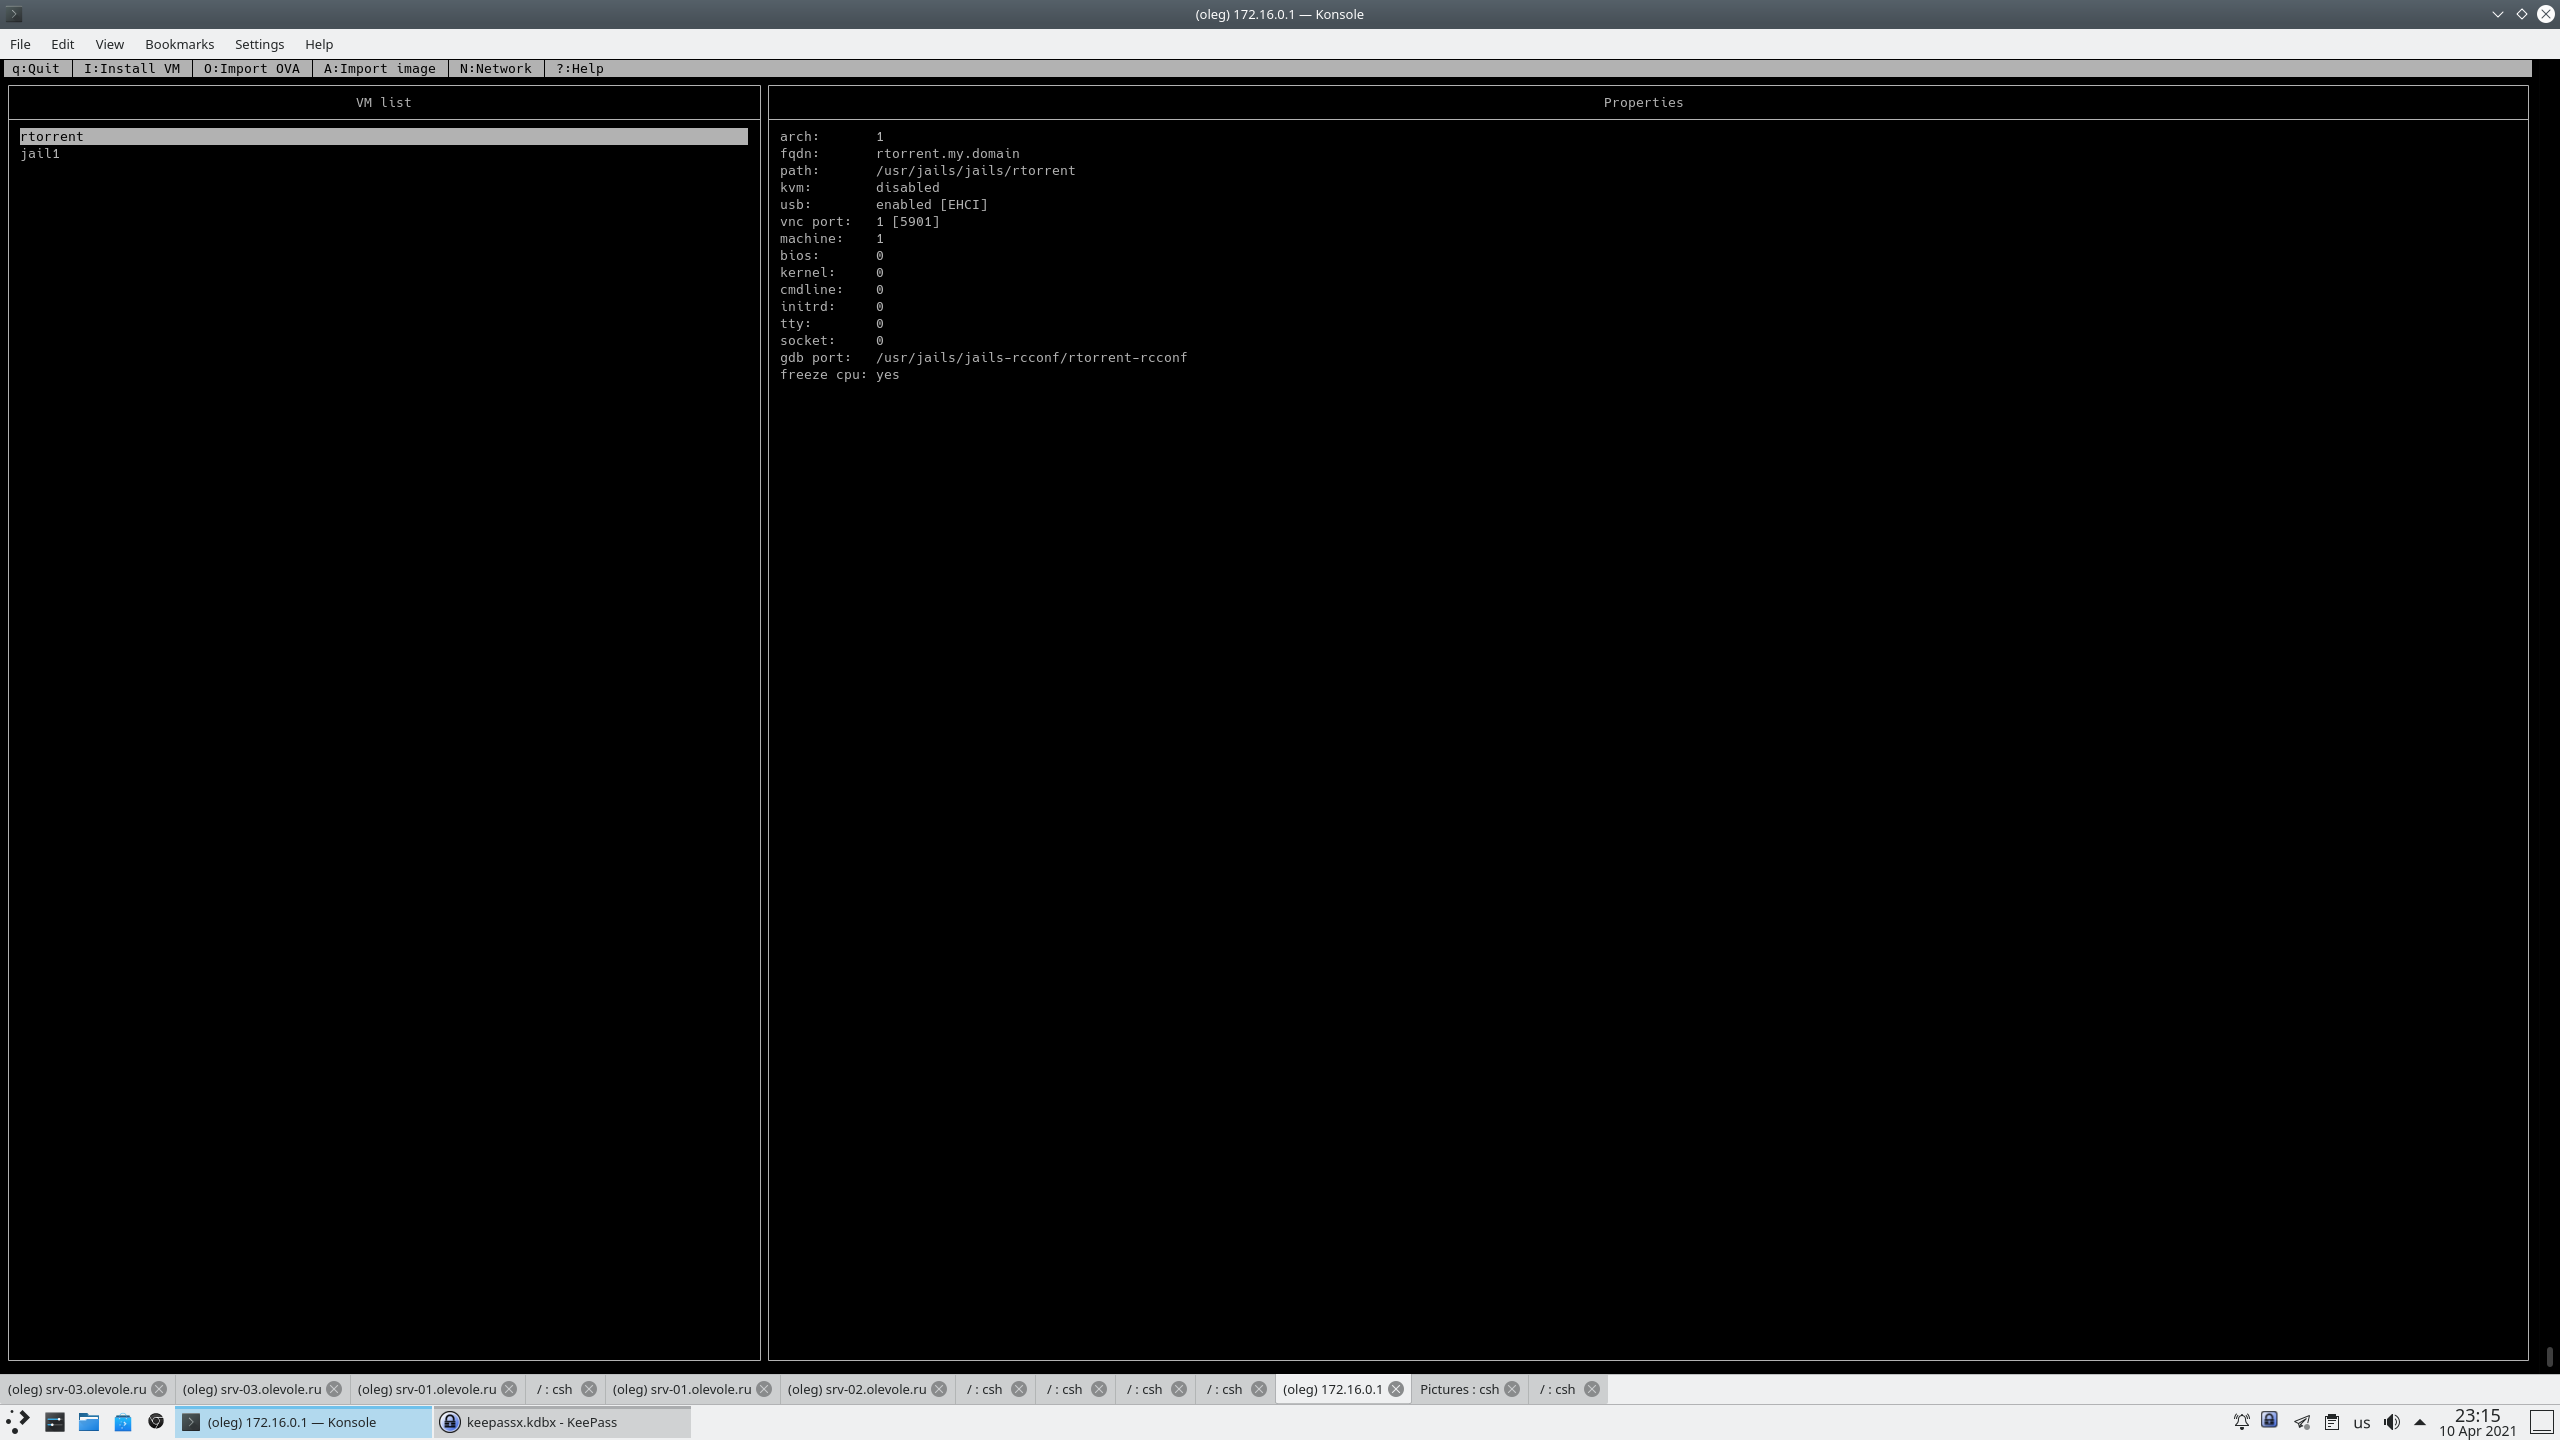 (oleg) 172.16.0.1 — Konsole
File Edit View Bookmarks Settings Help
q:Quit I:Install VM O:Import OVA A:Import image N:Network ?:Help
VM list
rtorrent
jail1
Properties
arch: 1
fqdn: rtorrent.my.domain
path: /usr/jails/jails/rtorrent
kvm: disabled
usb: enabled [EHCI]
vnc port: 1 [5901]
machine: 1
bios: 0
kernel: 0
cmdline: 0
initrd: 0
tty: 0
socket: 0
gdb port: /usr/jails/jails-rcconf/rtorrent-rcconf
freeze cpu: yes
(oleg) srv-03.olevole.ru (oleg) srv-03.olevole.ru (oleg) srv-01.olevole.ru / : csh (oleg) srv-01.olevole.ru (oleg) srv-02.olevole.ru / : csh / : csh / : csh / : csh (oleg) 172.16.0.1 Pictures : csh / : csh
(oleg) 172.16.0.1 — Konsole keepassx.kdbx - KeePass us 23:15
10 Apr 2021